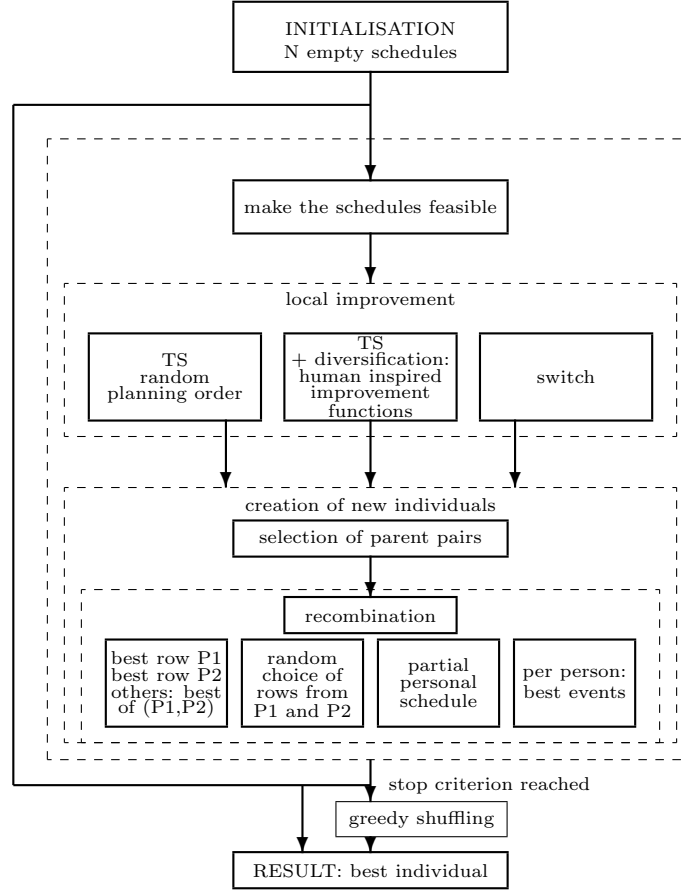 INITIALISATION
N empty schedules
make the schedules feasible
local improvement
TS
random
planning order
TS
+ diversification:
human inspired
improvement
functions
switch
creation of new individuals
selection of parent pairs
recombination
best row P1
best row P2
others: best
of (P1,P2)
random
choice of
rows from
P1 and P2
partial
personal
schedule
per person:
best events
stop criterion reached
greedy shuffling
RESULT: best individual